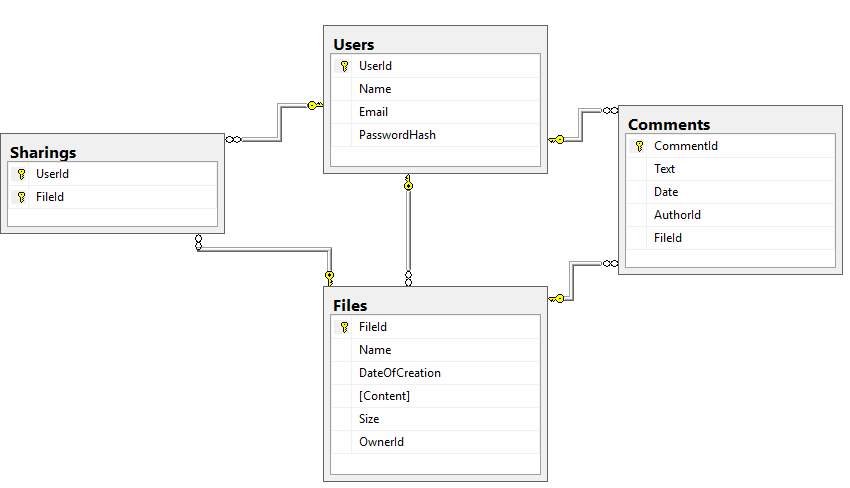 Users
UserId
Name
Email
PasswordHash
Sharings
UserId
FileId
Comments
CommentId
Text
Date
AuthorId
FileId
Files
FileId
Name
DateOfCreation
[Content]
Size
OwnerId